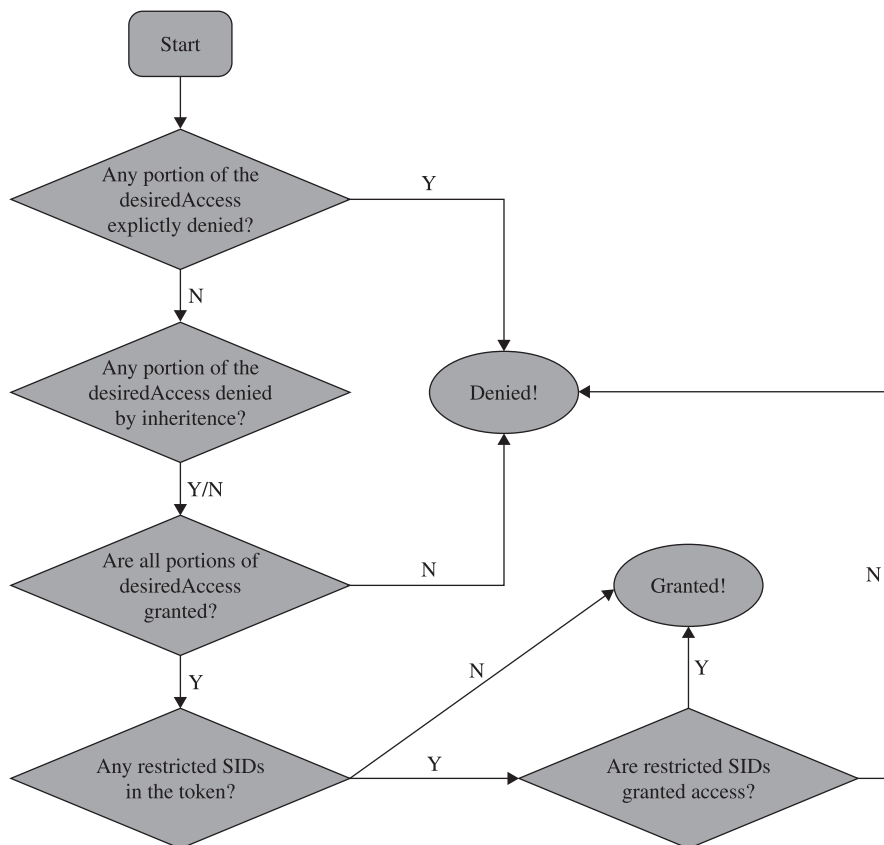 Start
Any portion of the
desiredAccess
explictly denied?
Y
N
Any portion of the
desiredAccess denied
by inheritence?
Denied!
Y/N
Are all portions of
desiredAccess
granted?
N
Granted!
N
Y
N
Y
Any restricted SIDs
in the token?
Y
Are restricted SIDs
granted access?